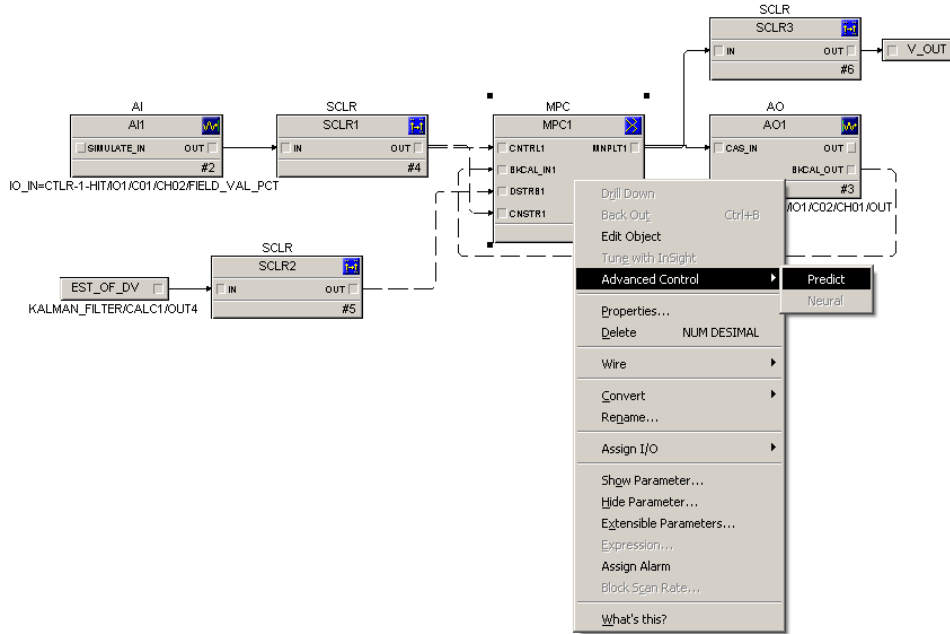 SCLR
SCLR3
IN OUT
#6
V_OUT
AI
AI1
SIMULATE_IN OUT
#2
IO_IN=CTLR-1-HIT/IO1/C01/CH02/FIELD_VAL_PCT
SCLR
SCLR1
IN OUT
#4
MPC
MPC1
CNTRL1 MNPLT1
BKCAL_IN1
DSTRB1
CNSTR1
AO
AO1
CAS_IN OUT
BKCAL_OUT
#3
/IO1/C02/CH01/OUT
SCLR
SCLR2
IN OUT
#5
EST_OF_DV
KALMAN_FILTER/CALC1/OUT4
Drill Down
Back Out Ctrl+B
Edit Object
Tune with InSight
Advanced Control
Predict
Neural
Properties...
Delete NUM DESIMAL
Wire
Convert
Rename...
Assign I/O
Show Parameter...
Hide Parameter...
Extensible Parameters...
Expression...
Assign Alarm
Block Scan Rate...
What's this?